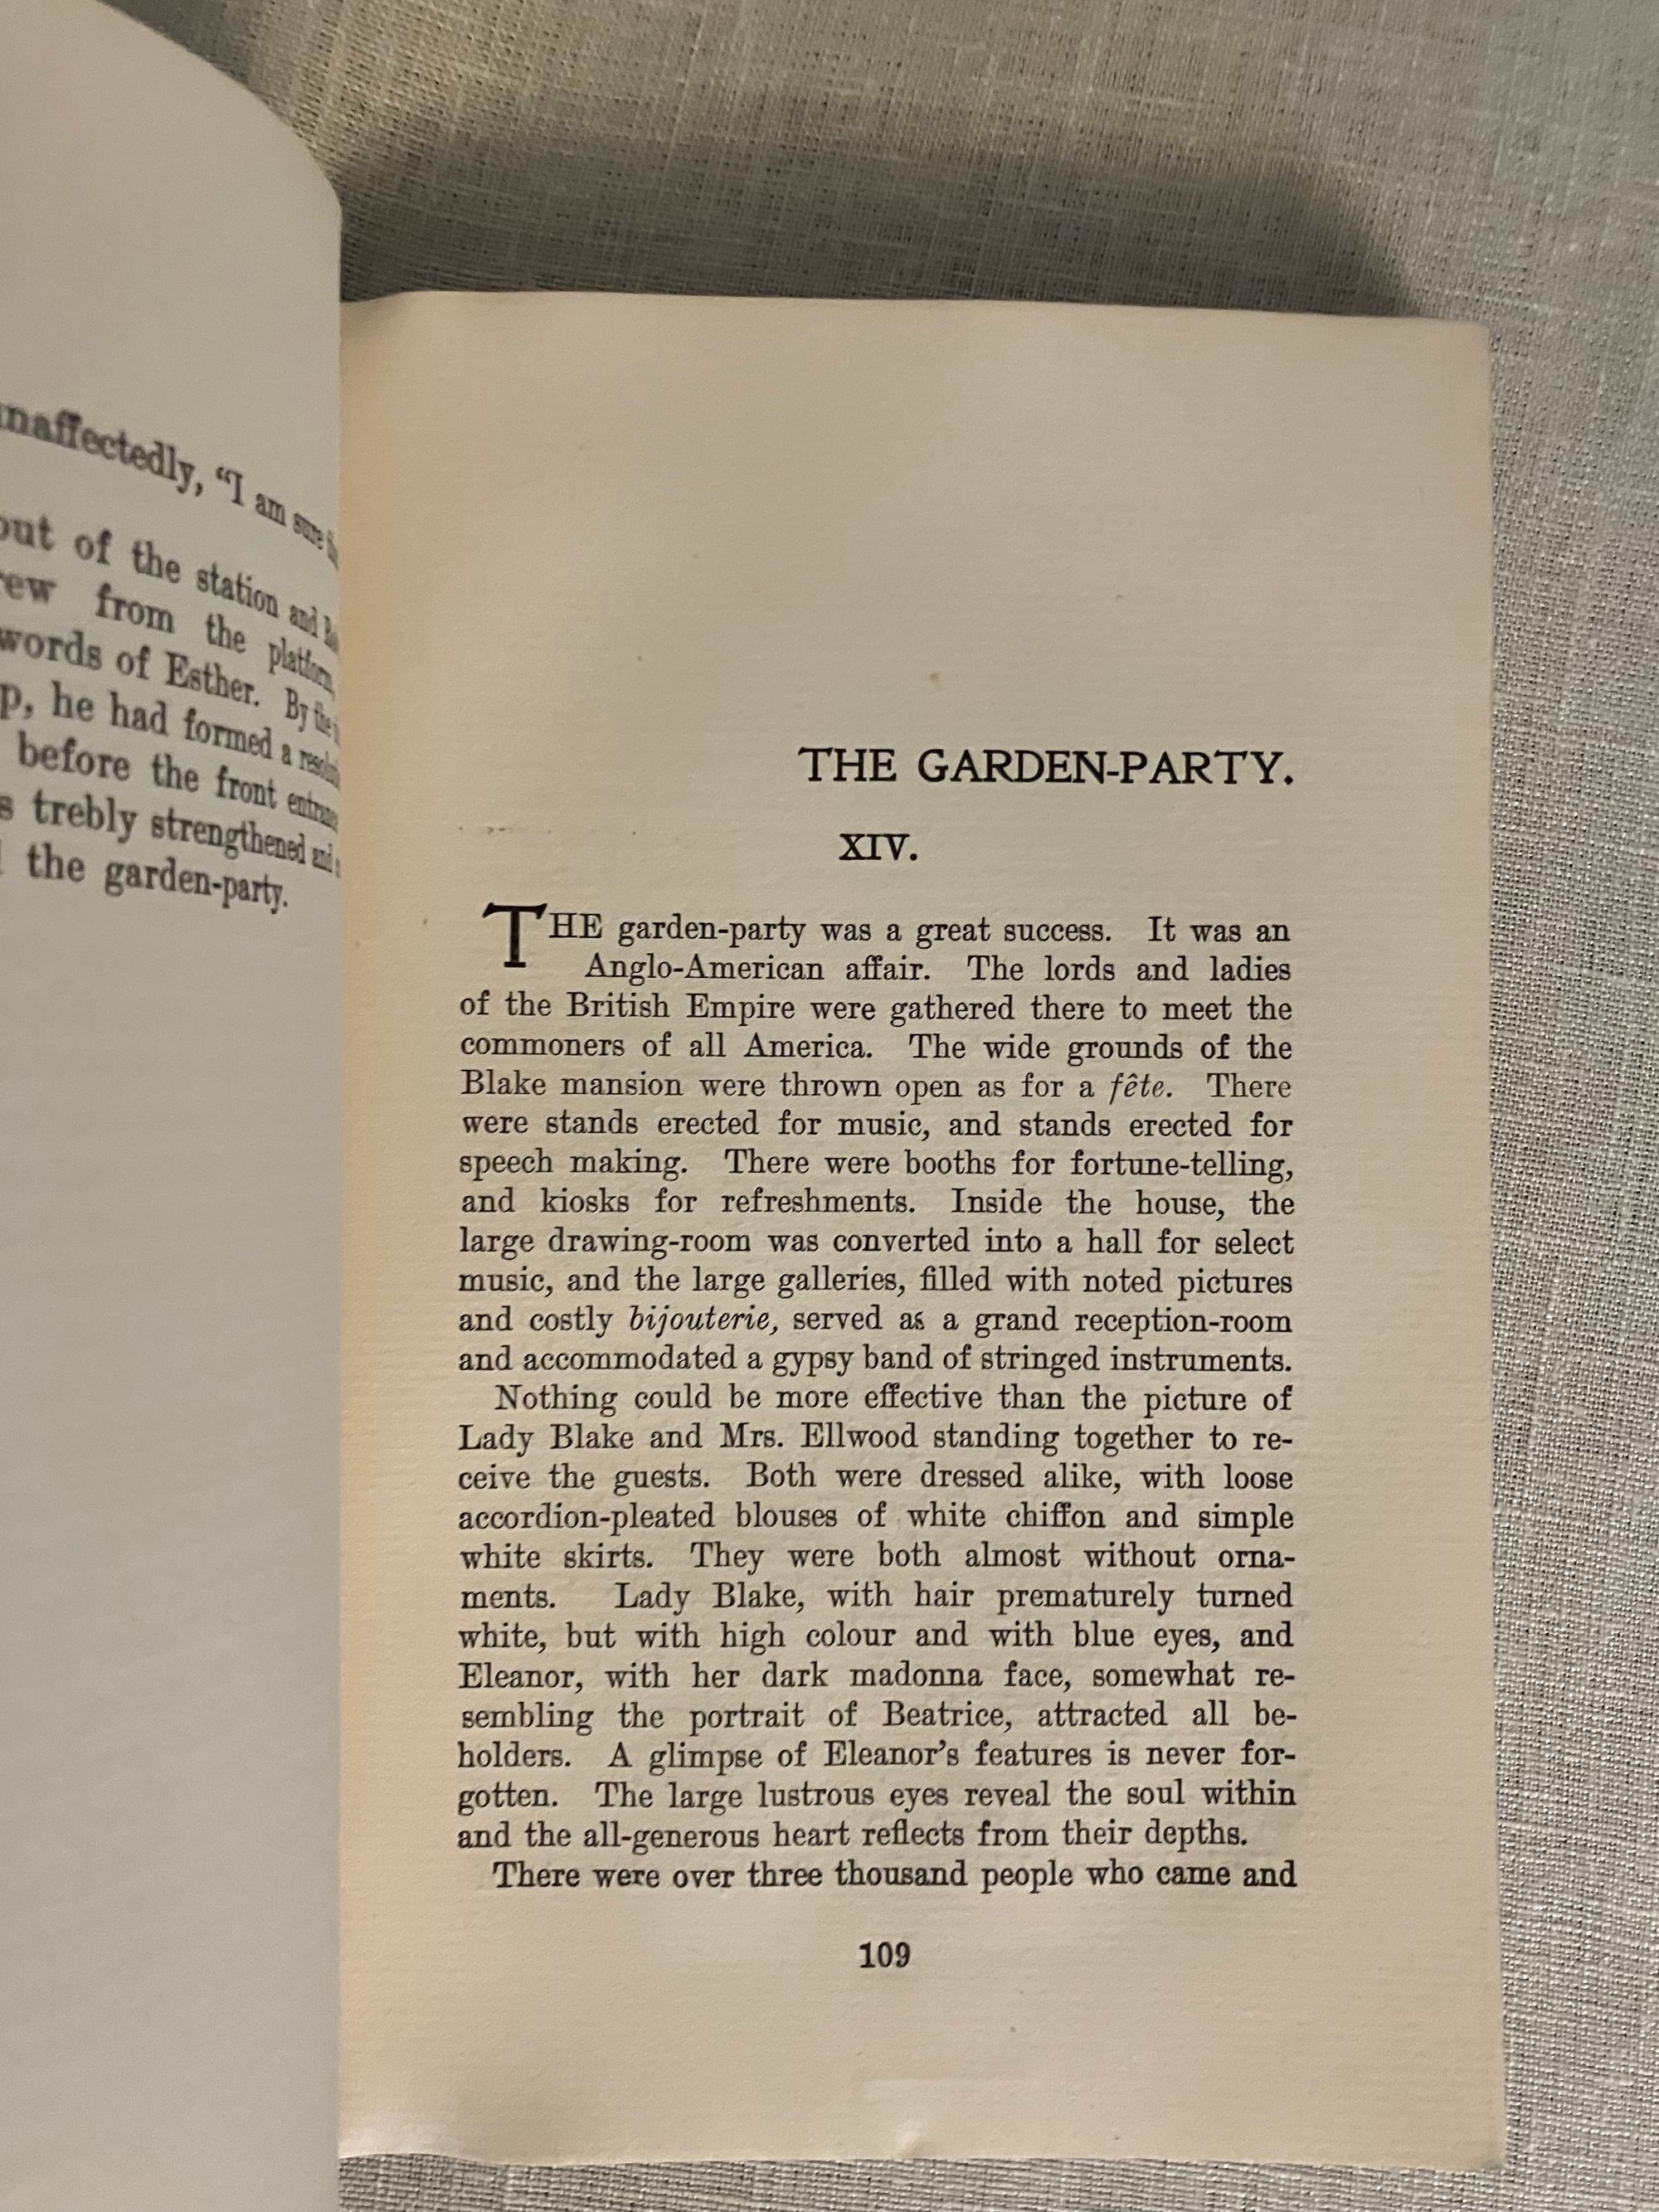 naffectedly, “I am sure
out of the station and
rew from the platform,
words of Esther. By the
p, he had formed a
before the front
s trebly strengthened and
the garden-party.
THE GARDEN-PARTY.
XIV.
THE garden-party was a great success. It was an
Anglo-American affair. The lords and ladies
of the British Empire were gathered there to meet the
commoners of all America. The wide grounds of the
Blake mansion were thrown open as for a fête. There
were stands erected for music, and stands erected for
speech making. There were booths for fortune-telling,
and kiosks for refreshments. Inside the house, the
large drawing-room was converted into a hall for select
music, and the large galleries, filled with noted pictures
and costly bijouterie, served as a grand reception-room
and accommodated a gypsy band of stringed instruments.
Nothing could be more effective than the picture of
Lady Blake and Mrs. Ellwood standing together to re-
ceive the guests. Both were dressed alike, with loose
accordion-pleated blouses of white chiffon and simple
white skirts. They were both almost without orna-
ments. Lady Blake, with hair prematurely turned
white, but with high colour and with blue eyes, and
Eleanor, with her dark madonna face, somewhat re-
sembling the portrait of Beatrice, attracted all be-
holders. A glimpse of Eleanor’s features is never for-
gotten. The large lustrous eyes reveal the soul within
and the all-generous heart reflects from their depths.
There were over three thousand people who came and
109